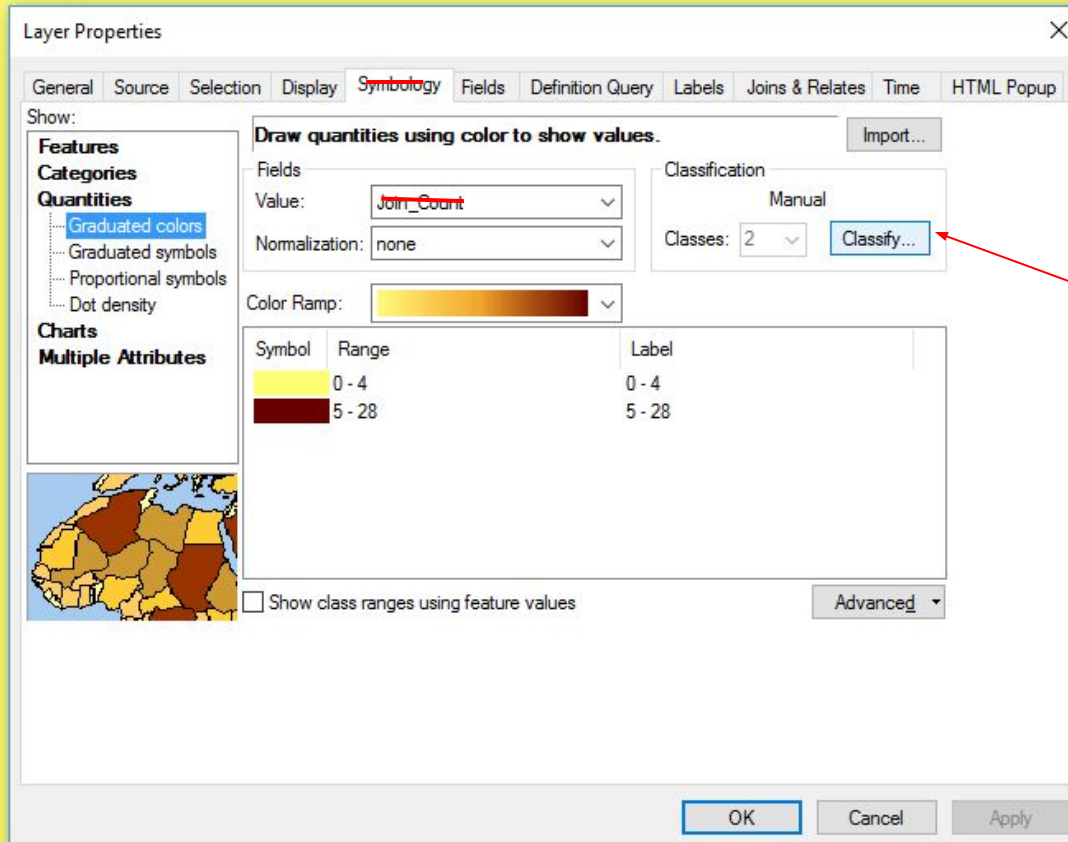 Layer Properties
General Source Selection Display Symbology Fields Definition Query Labels Joins & Relates Time HTML Popup
Show:
Features
Categories
Quantities
Graduated colors
Graduated symbols
Proportional symbols
Dot density
Charts
Multiple Attributes
Draw quantities using color to show values.
Import...
Fields
Value: Join_Count
Normalization: none
Classification
Manual
Classes: 2 Classify...
Color Ramp:
Symbol Range Label
0 - 4 0 - 4
5 - 28 5 - 28
Show class ranges using feature values
Advanced
OK Cancel Apply